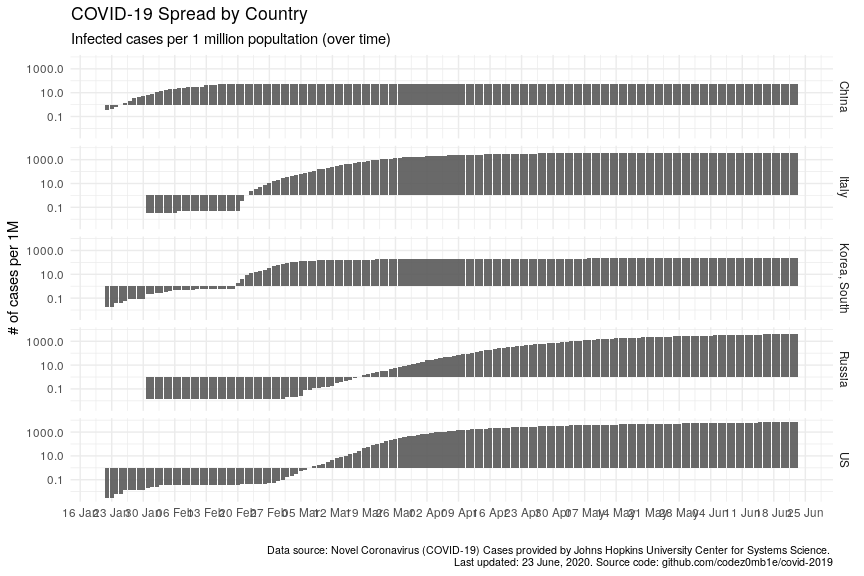 COVID-19 Spread by Country
Infected cases per 1 million popultation (over time)
# of cases per 1M
1000.0
10.0
0.1
China
1000.0
10.0
0.1
Italy
1000.0
10.0
0.1
Korea, South
1000.0
10.0
0.1
Russia
1000.0
10.0
0.1
US
16 Jan 23 Jan 30 Jan 06 Feb 13 Feb 20 Feb 27 Feb 05 Mar 12 Mar 19 Mar 26 Mar 02 Apr 09 Apr 16 Apr 23 Apr 30 Apr 07 May 14 May 21 May 28 May 04 Jun 11 Jun 18 Jun 25 Jun
Data source: Novel Coronavirus (COVID-19) Cases provided by Johns Hopkins University Center for Systems Science.
Last updated: 23 June, 2020. Source code: github.com/codez0mb1e/covid-2019